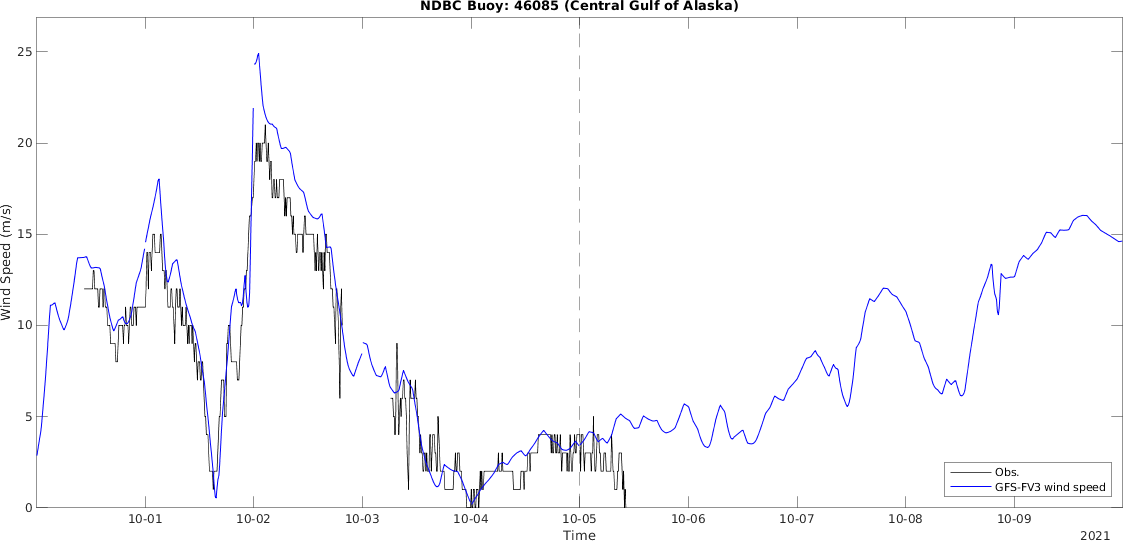 NDBC Buoy: 46085 (Central Gulf of Alaska)
25
20
15
10
5
0
Wind Speed (m/s)
10-01 10-02 10-03 10-04 10-05 10-06 10-07 10-08 10-09
Time
2021
Obs.
GFS-FV3 wind speed